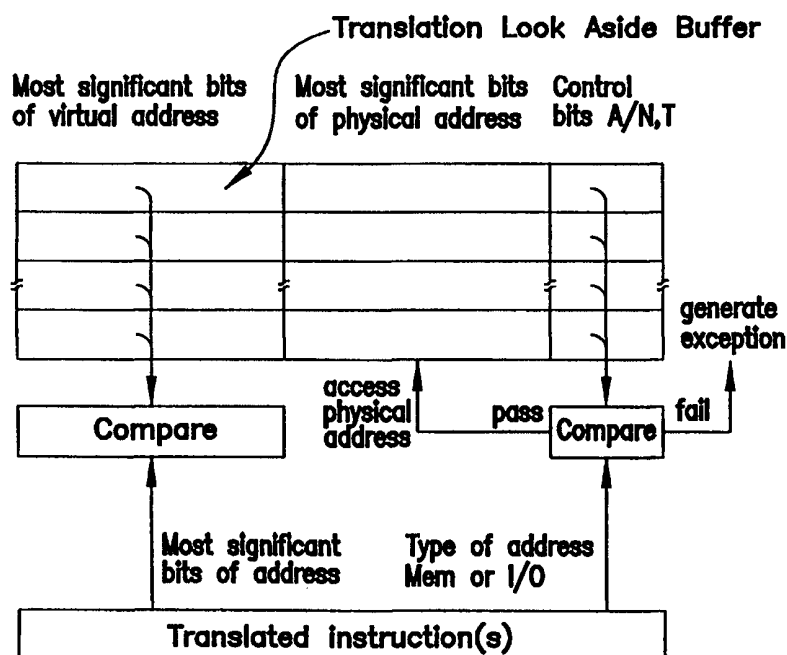 Translation Look Aside Buffer
Most significant bits
of virtual address
Most significant bits
of physical address
Control
bits A/N,T
generate
exception
access
physical
address
pass
fail
Compare
Compare
Most significant
bits of address
Type of address
Mem or I/O
Translated instruction(s)